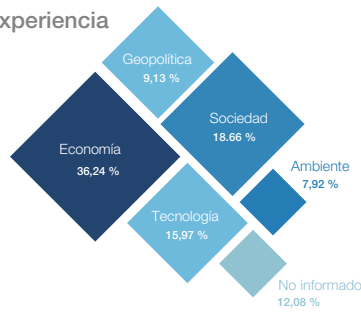 xperiencia
Geopolítica
9,13 %
Sociedad
18.66 %
Economía
36,24 %
Ambiente
7,92 %
Tecnología
15,97 %
No informado
12,08 %